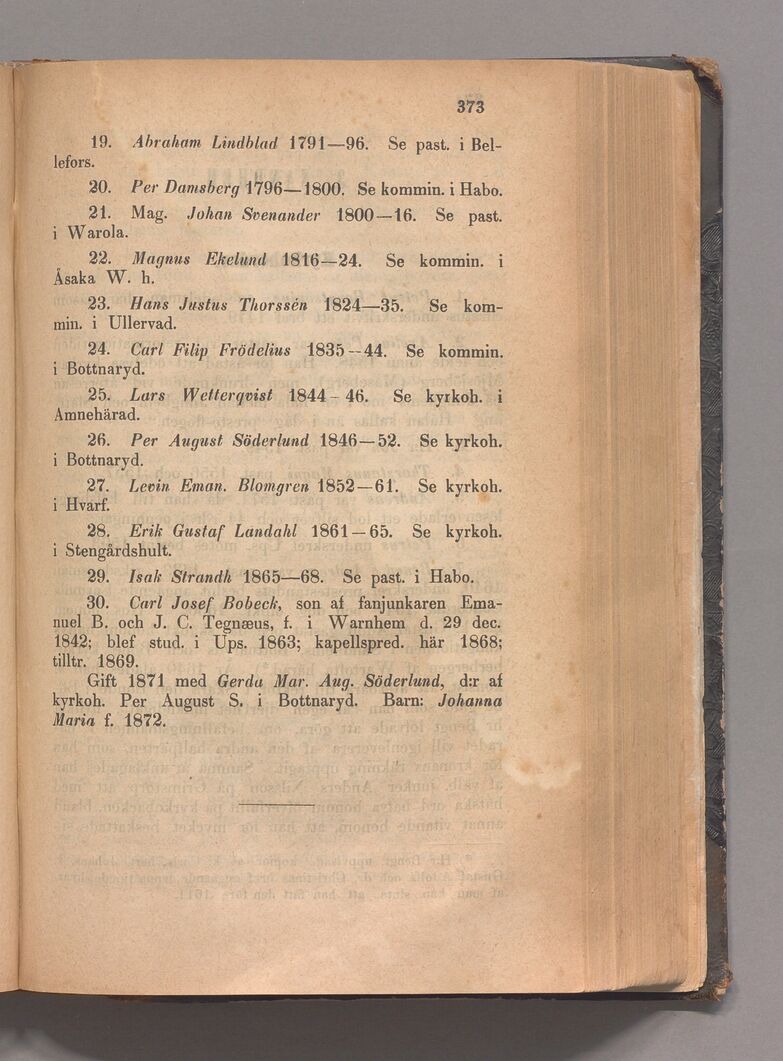 373
19. Abraham Lindblad 1791—96. Se past. i Bel-
lefors.
20. Per Damsberg 1796—1800. Se kommin. i Habo.
21. Mag. Johan Svenander 1800—16. Se past.
i Warola.
22. Magnus Ekelund 1816—24. Se kommin. i
Åsaka W. h.
23. Hans Justus Thorssén 1824—35. Se kom-
min. i Ullervad.
24. Carl Filip Frödelius 1835—44. Se kommin.
i Bottnaryd.
25. Lars Wetterqvist 1844–46. Se kyrkoh. i
Amnehärad.
26. Per August Söderlund 1846—52. Se kyrkoh.
i Bottnaryd.
27. Levin Eman. Blomgren 1852—61. Se kyrkoh.
i Hvarf.
28. Erik Gustaf Landahl 1861—65. Se kyrkoh.
i Stengårdshult.
29. Isak Strandh 1865—68. Se past. i Habo.
30. Carl Josef Bobeck, son af fanjunkaren Ema-
nuel B. och J. C. Tegnæus, f. i Warnhem d. 29 dec.
1842; blef stud. i Ups. 1863; kapellspred. här 1868;
tilltr. 1869.
Gift 1871 med Gerda Mar. Aug. Söderlund, d:r af
kyrkoh. Per August S. i Bottnaryd. Barn: Johanna
Maria f. 1872.